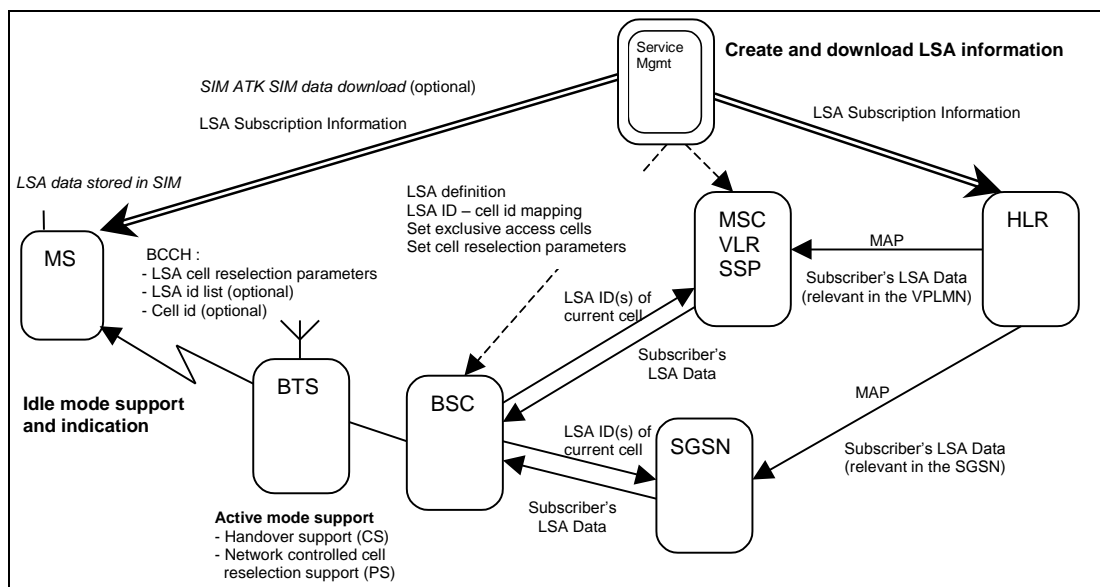 Service
Mgmt
Create and download LSA information
SIM ATK SIM data download (optional)
LSA Subscription Information
LSA Subscription Information
LSA data stored in SIM
LSA definition
LSA ID – cell id mapping
Set exclusive access cells
Set cell reselection parameters
MS
BCCH :
- LSA cell reselection parameters
- LSA id list (optional)
- Cell id (optional)
MSC
VLR
SSP
HLR
MAP
Subscriber's LSA Data
(relevant in the VPLMN)
LSA ID(s) of
current cell
Subscriber's
LSA Data
BTS
BSC
Idle mode support
and indication
MAP
LSA ID(s) of
current cell
SGSN
Subscriber's LSA Data
(relevant in the SGSN)
Subscriber's
LSA Data
Active mode support
- Handover support (CS)
- Network controlled cell
reselection support (PS)